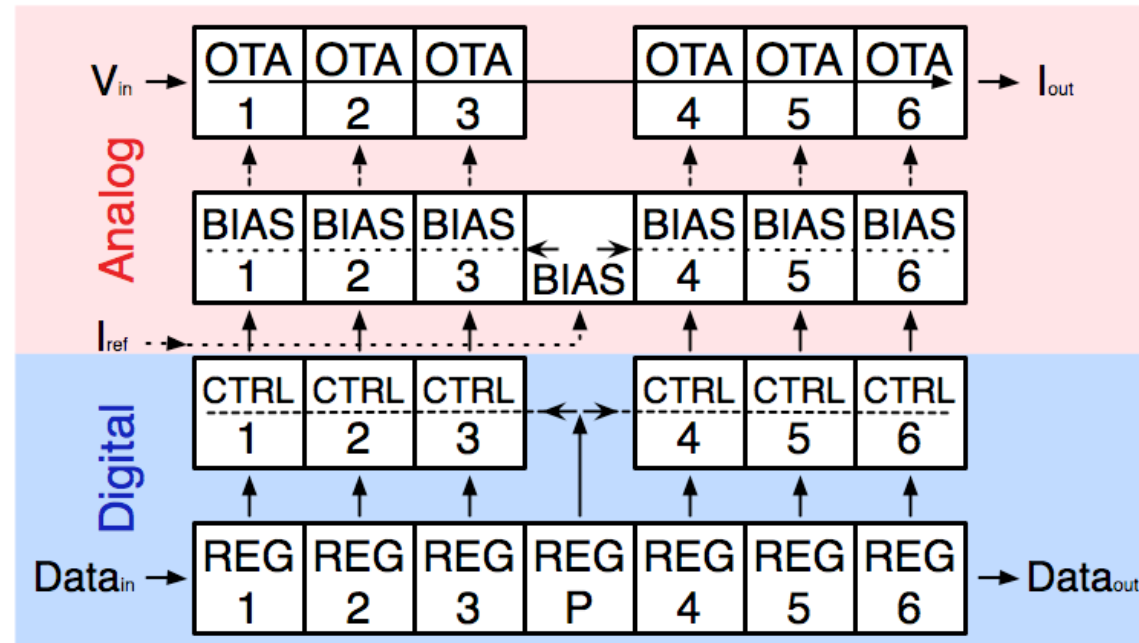 OTA OTA OTA OTA OTA OTA
Vin Iout
1 2 3 4 5 6
Analog
BIAS BIAS BIAS BIAS BIAS BIAS
1 2 3 BIAS 4 5 6
Iref
Digital
CTRL CTRL CTRL CTRL CTRL CTRL
1 2 3 4 5 6
REG REG REG REG REG REG REG
Datain Dataout
1 2 3 P 4 5 6